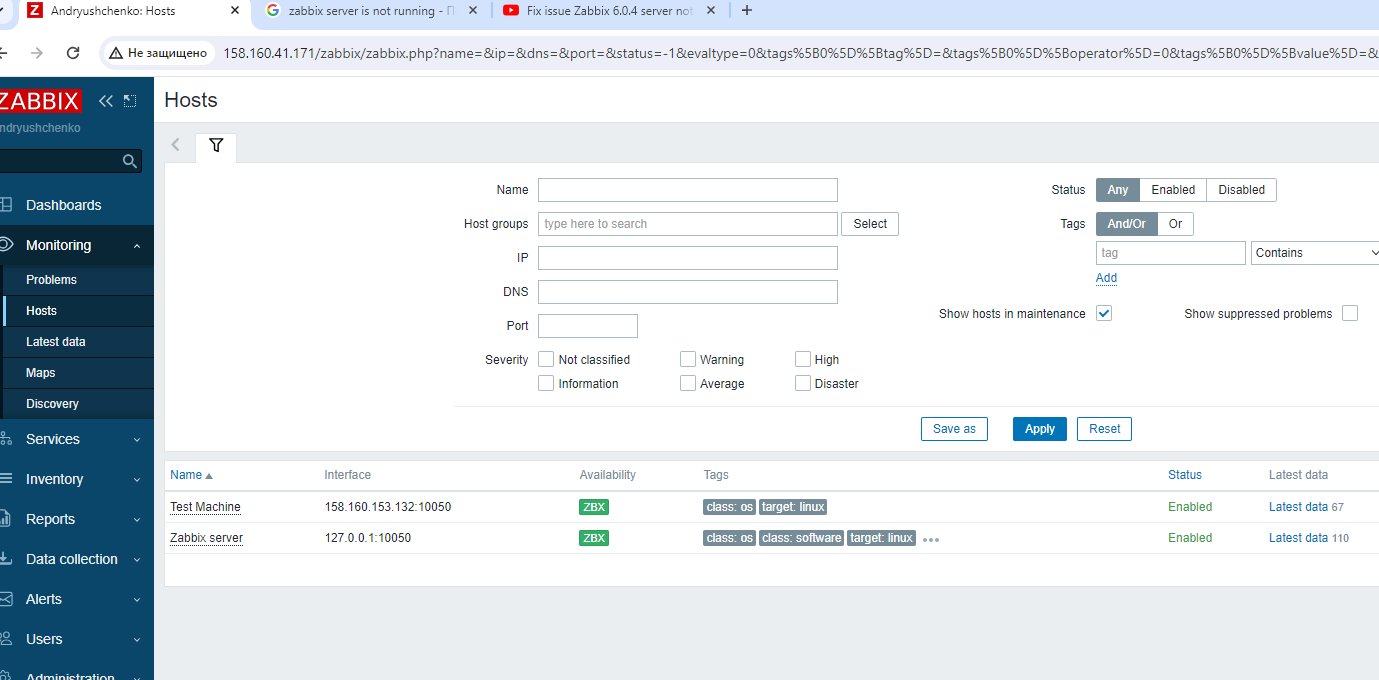 Andryushchenko: Hosts
zabbix server is not running - П
Fix issue Zabbix 6.0.4 server not
Не защищено
158.160.41.171/zabbix/zabbix.php?name=&ip=&dns=&port=&status=-1&evaltype=0&tags%5B0%5D%5Btag%5D=&tags%5B0%5D%5Boperator%5D=0&tags%5B0%5D%5Bvalue%5D=&
ZABBIX
ndryushchenko
Dashboards
Monitoring
Problems
Hosts
Latest data
Maps
Discovery
Services
Inventory
Reports
Data collection
Alerts
Users
Administration
Hosts
Name
Status Any Enabled Disabled
Host groups type here to search Select
Tags And/Or Or
IP
tag Contains
Add
DNS
Port
Show hosts in maintenance Show suppressed problems
Severity Not classified Warning High
Information Average Disaster
Save as Apply Reset
Name Interface Availability Tags Status Latest data
Test Machine 158.160.153.132:10050 ZBX class: os target: linux Enabled Latest data 67
Zabbix server 127.0.0.1:10050 ZBX class: os class: software target: linux Enabled Latest data 110